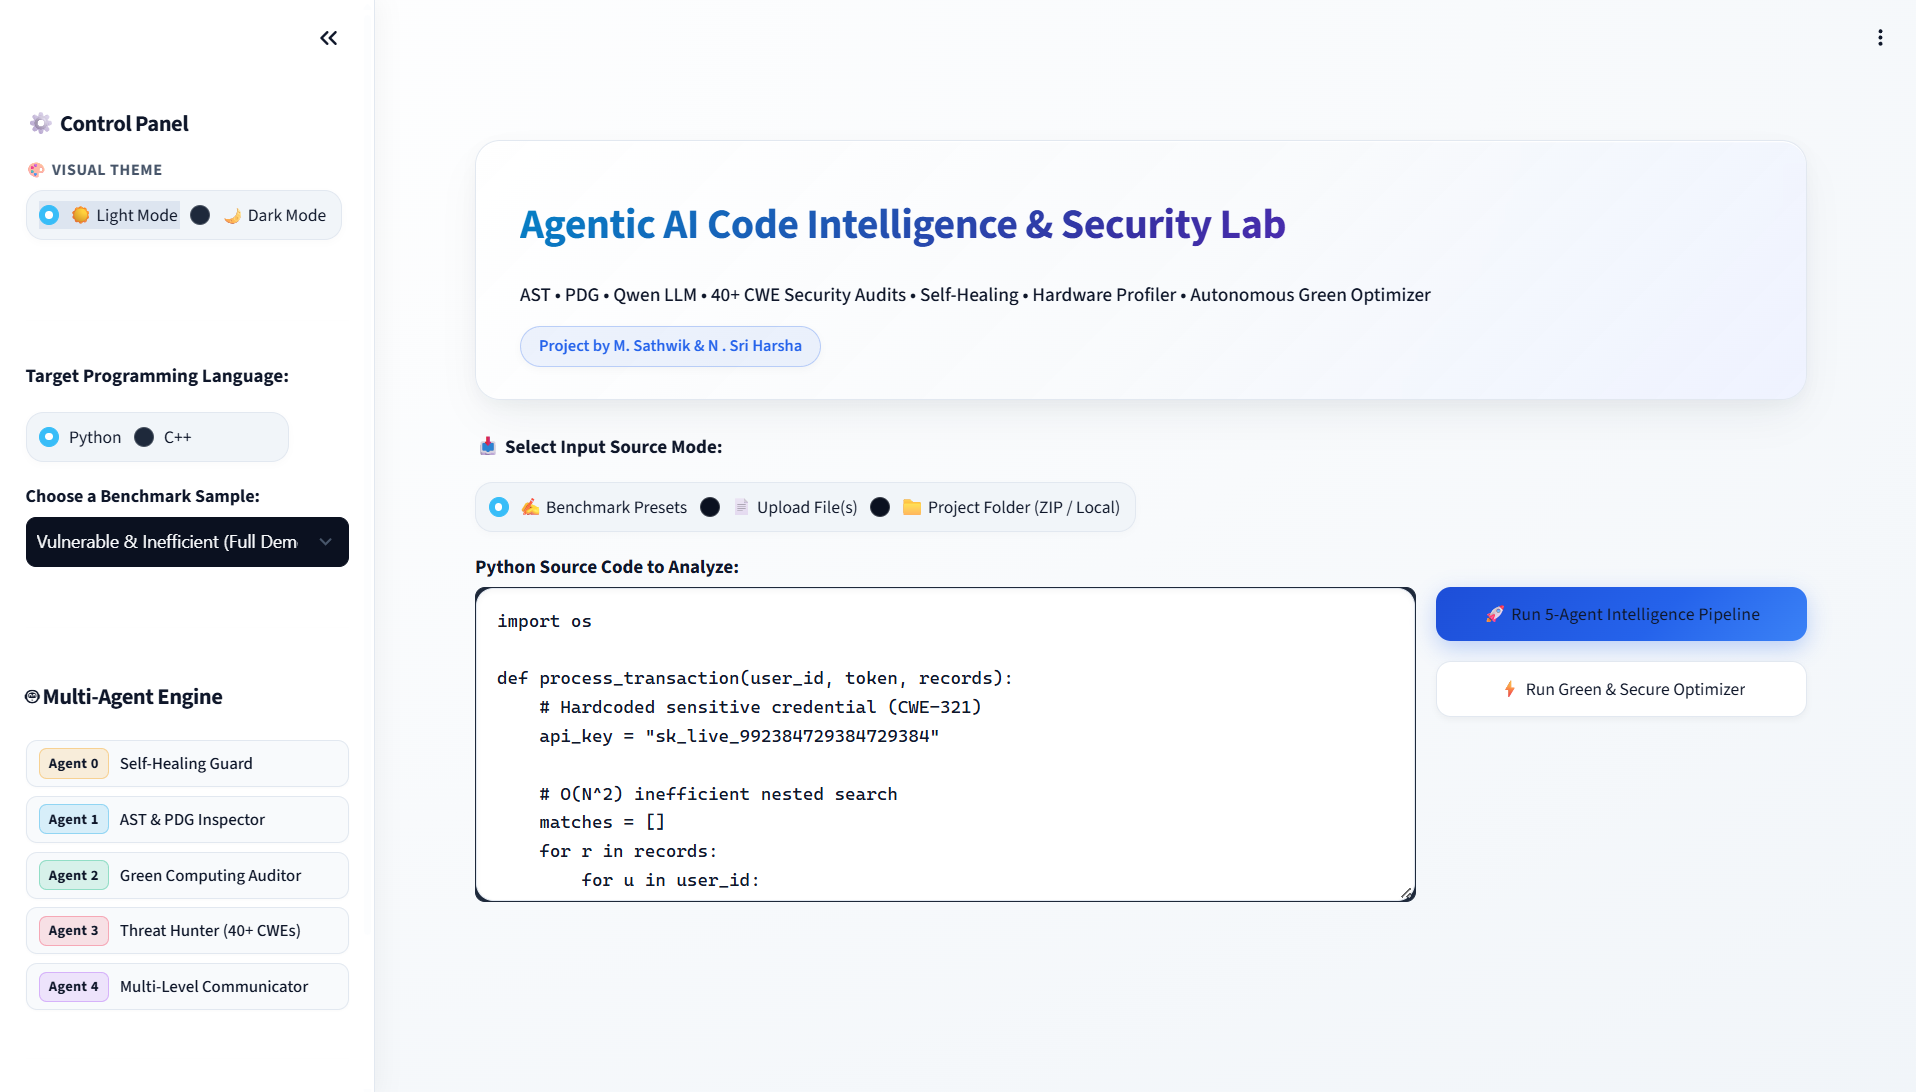 Control Panel
VISUAL THEME
Light Mode
Dark Mode
Target Programming Language:
Python
C++
Choose a Benchmark Sample:
Vulnerable & Inefficient (Full Dem
Multi-Agent Engine
Agent 0 Self-Healing Guard
Agent 1 AST & PDG Inspector
Agent 2 Green Computing Auditor
Agent 3 Threat Hunter (40+ CWEs)
Agent 4 Multi-Level Communicator
Agentic AI Code Intelligence & Security Lab
AST • PDG • Qwen LLM • 40+ CWE Security Audits • Self-Healing • Hardware Profiler • Autonomous Green Optimizer
Project by M. Sathwik & N . Sri Harsha
Select Input Source Mode:
Benchmark Presets
Upload File(s)
Project Folder (ZIP / Local)
Python Source Code to Analyze:
import os
def process_transaction(user_id, token, records):
# Hardcoded sensitive credential (CWE-321)
api_key = "sk_live_992384729384729384"
# O(N^2) inefficient nested search
matches = []
for r in records:
for u in user_id:
Run 5-Agent Intelligence Pipeline
Run Green & Secure Optimizer